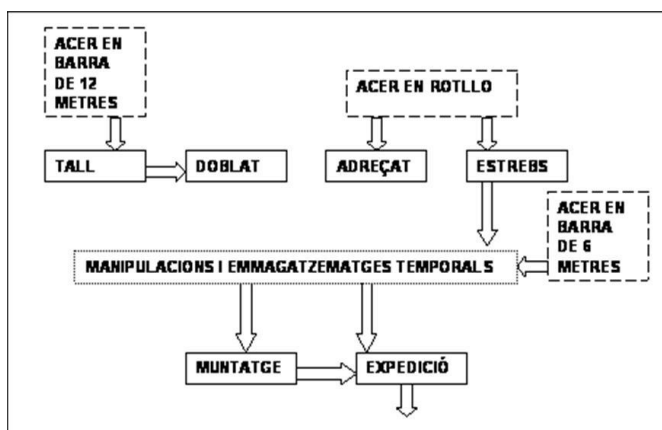 ACER EN
BARRA
DE 12
METRES
ACER EN ROTLLO
TALL
DOBLAT
ADREÇAT
ESTREBS
ACER EN
BARRA
DE 6
METRES
MANIPULACIONS I EMMAGATZEMATGES TEMPORALS
MUNTATGE
EXPEDICIÓ